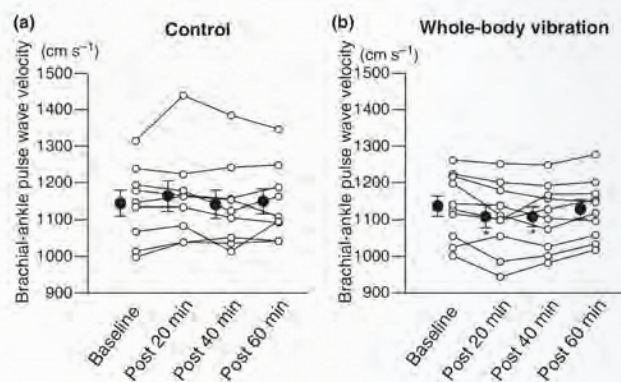 (a)
Control
(cm s⁻¹)
Brachial-ankle pulse wave velocity
1500
1400
1300
1200
1100
1000
900
Baseline
Post 20 min
Post 40 min
Post 60 min
(b)
Whole-body vibration
(cm s⁻¹)
Brachial-ankle pulse wave velocity
1500
1400
1300
1200
1100
1000
900
*
Baseline
Post 20 min
Post 40 min
Post 60 min